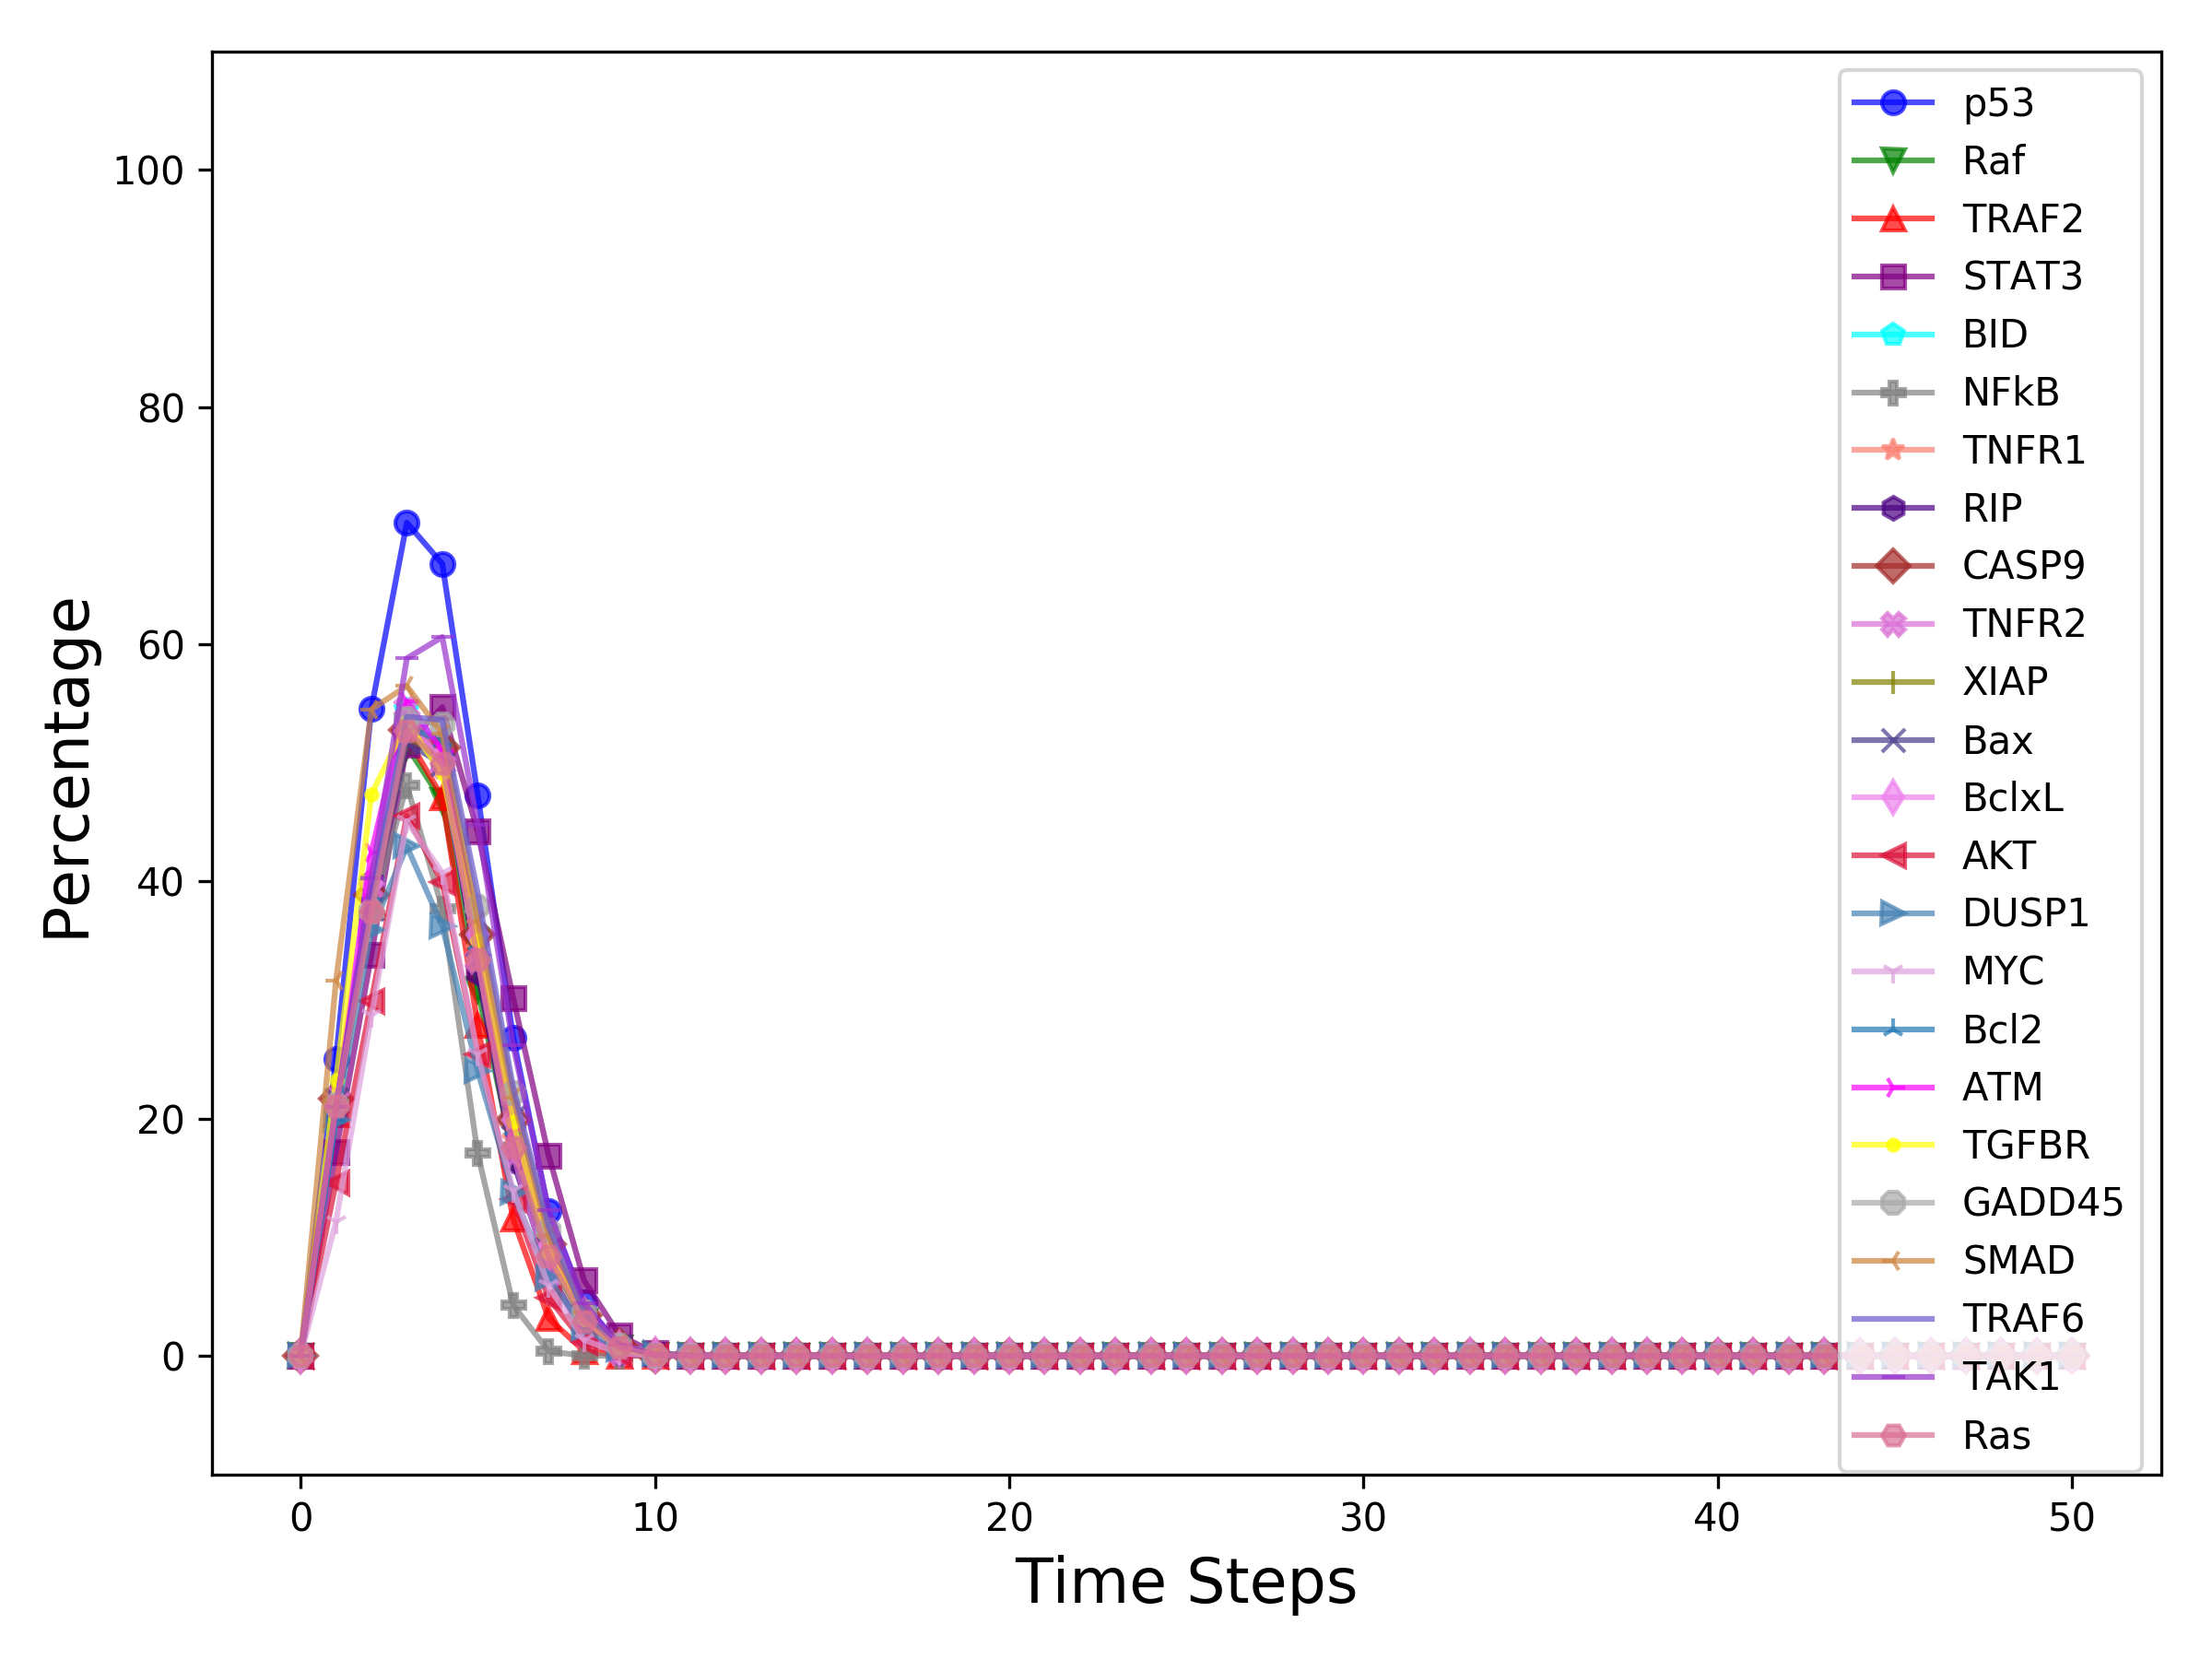 100
80
60
40
20
0
Percentage
0
10
20
30
40
50
Time Steps
p53
Raf
TRAF2
STAT3
BID
NFkB
TNFR1
RIP
CASP9
TNFR2
XIAP
Bax
BclxL
AKT
DUSP1
MYC
Bcl2
ATM
TGFBR
GADD45
SMAD
TRAF6
TAK1
Ras